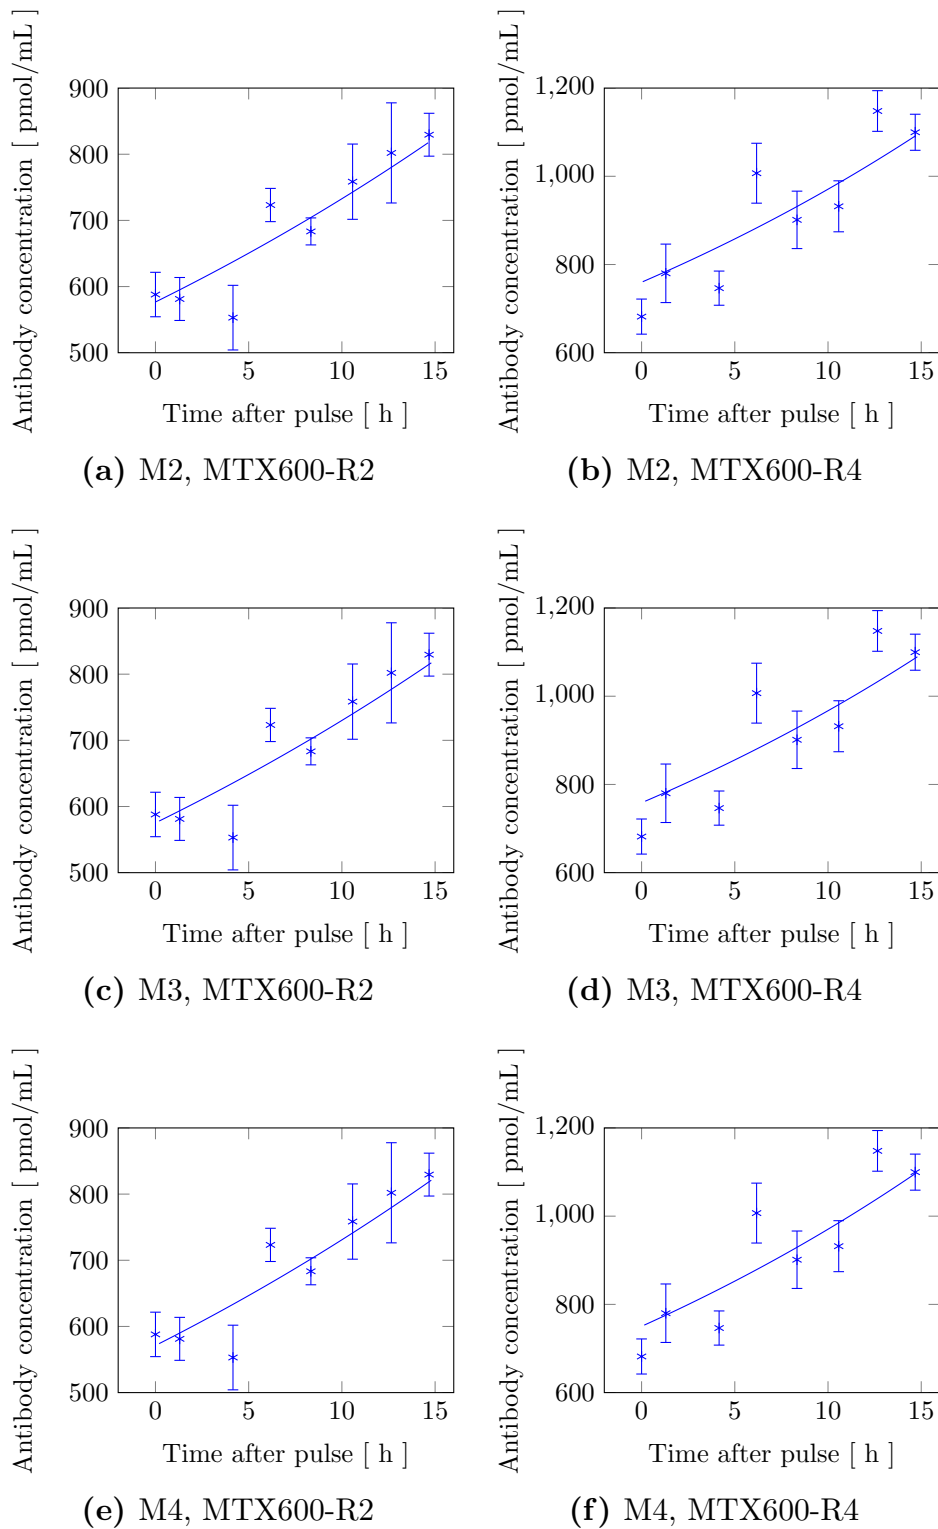 Antibody concentration [ pmol/mL ]
900
800
700
600
500
0 5 10 15
Time after pulse [ h ]
(a) M2, MTX600-R2
Antibody concentration [ pmol/mL ]
1,200
1,000
800
600
0 5 10 15
Time after pulse [ h ]
(b) M2, MTX600-R4
Antibody concentration [ pmol/mL ]
900
800
700
600
500
0 5 10 15
Time after pulse [ h ]
(c) M3, MTX600-R2
Antibody concentration [ pmol/mL ]
1,200
1,000
800
600
0 5 10 15
Time after pulse [ h ]
(d) M3, MTX600-R4
Antibody concentration [ pmol/mL ]
900
800
700
600
500
0 5 10 15
Time after pulse [ h ]
(e) M4, MTX600-R2
Antibody concentration [ pmol/mL ]
1,200
1,000
800
600
0 5 10 15
Time after pulse [ h ]
(f) M4, MTX600-R4